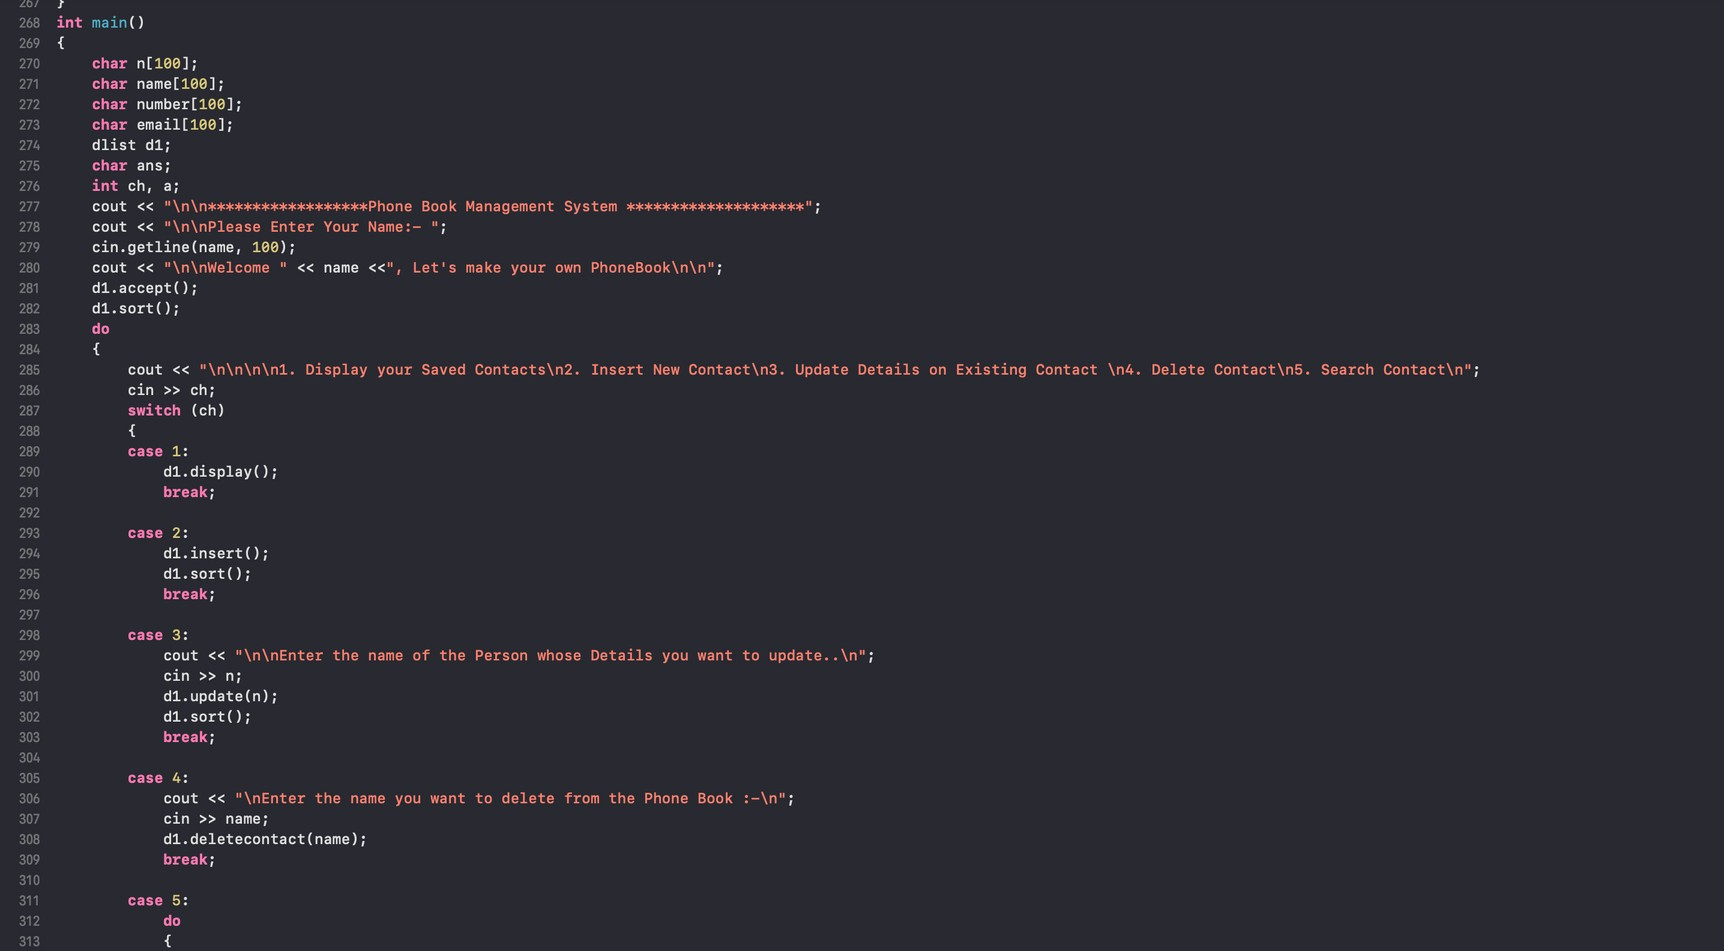 267 }
268 int main()
269 {
270     char n[100];
271     char name[100];
272     char number[100];
273     char email[100];
274     dlist d1;
275     char ans;
276     int ch, a;
277     cout << "\n\n******************Phone Book Management System ********************";
278     cout << "\n\nPlease Enter Your Name:- ";
279     cin.getline(name, 100);
280     cout << "\n\nWelcome " << name <<", Let's make your own PhoneBook\n\n";
281     d1.accept();
282     d1.sort();
283     do
284     {
285         cout << "\n\n\n\n1. Display your Saved Contacts\n2. Insert New Contact\n3. Update Details on Existing Contact \n4. Delete Contact\n5. Search Contact\n";
286         cin >> ch;
287         switch (ch)
288         {
289         case 1:
290             d1.display();
291             break;
292
293         case 2:
294             d1.insert();
295             d1.sort();
296             break;
297
298         case 3:
299             cout << "\n\nEnter the name of the Person whose Details you want to update..\n";
300             cin >> n;
301             d1.update(n);
302             d1.sort();
303             break;
304
305         case 4:
306             cout << "\nEnter the name you want to delete from the Phone Book :-\n";
307             cin >> name;
308             d1.deletecontact(name);
309             break;
310
311         case 5:
312             do
313             {